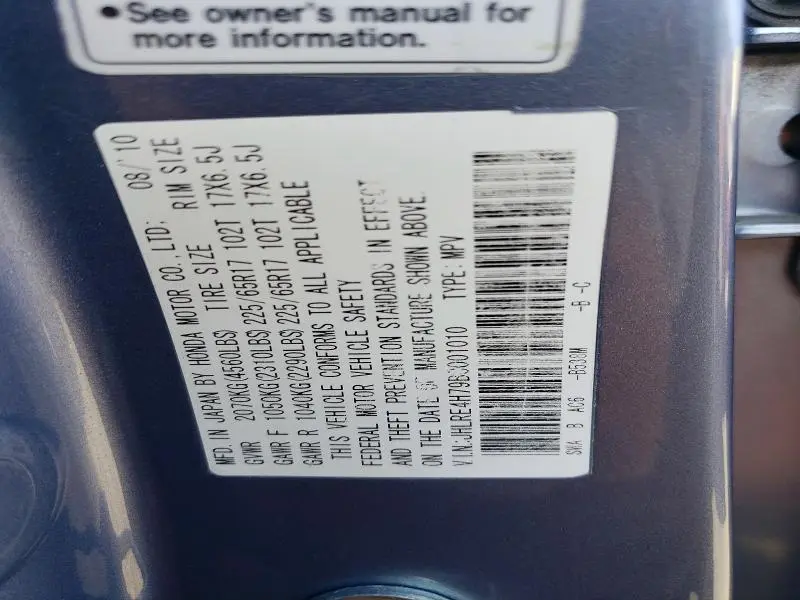 ●See owner's manual for
more information.
MFD. IN JAPAN BY HONDA MOTOR CO., LTD; 08/'10
GVWR 2070KG(4560LBS) TIRE SIZE RIM SIZE
GAWR F 1050KG(2310LBS) 225/65R17 102T 17X6.5J
GAWR R 1040KG(2290LBS) 225/65R17 102T 17X6.5J
THIS VEHICLE CONFORMS TO ALL APPLICABLE
FEDERAL MOTOR VEHICLE SAFETY
AND THEFT PREVENTION STANDARDS IN EFFECT
ON THE DATE OF MANUFACTURE SHOWN ABOVE.
V.I.N: JHLRE4H79BC001010 TYPE: MPV
SWA B AC6 -B538M -B -C